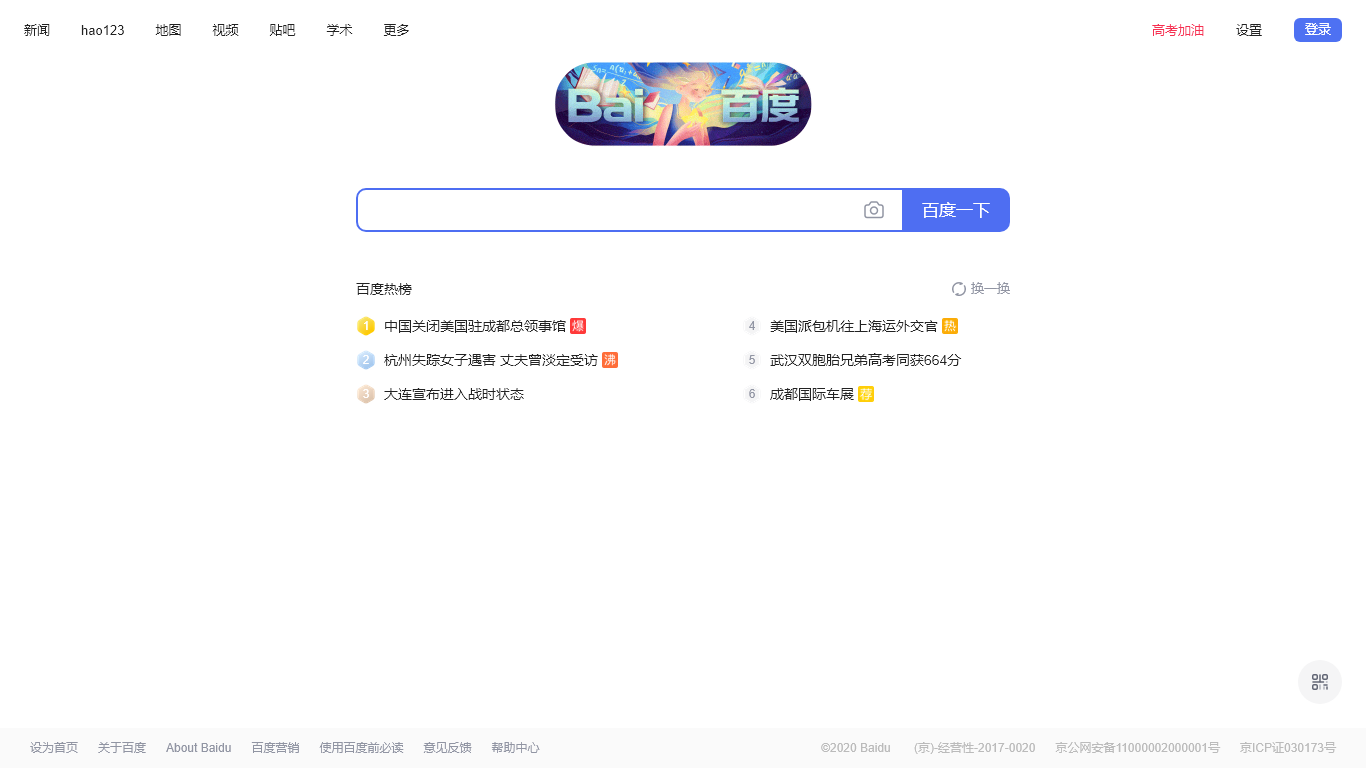 新闻 hao123 地图 视频 贴吧 学术 更多 高考加油 设置 登录
Bai 百度
百度一下
百度热榜 换一换
1 中国关闭美国驻成都总领事馆 爆
2 杭州失踪女子遇害 丈夫曾淡定受访 沸
3 大连宣布进入战时状态
4 美国派包机往上海运外交官 热
5 武汉双胞胎兄弟高考同获664分
6 成都国际车展 荐
设为首页 关于百度 About Baidu 百度营销 使用百度前必读 意见反馈 帮助中心 ©2020 Baidu (京)-经营性-2017-0020 京公网安备11000002000001号 京ICP证030173号